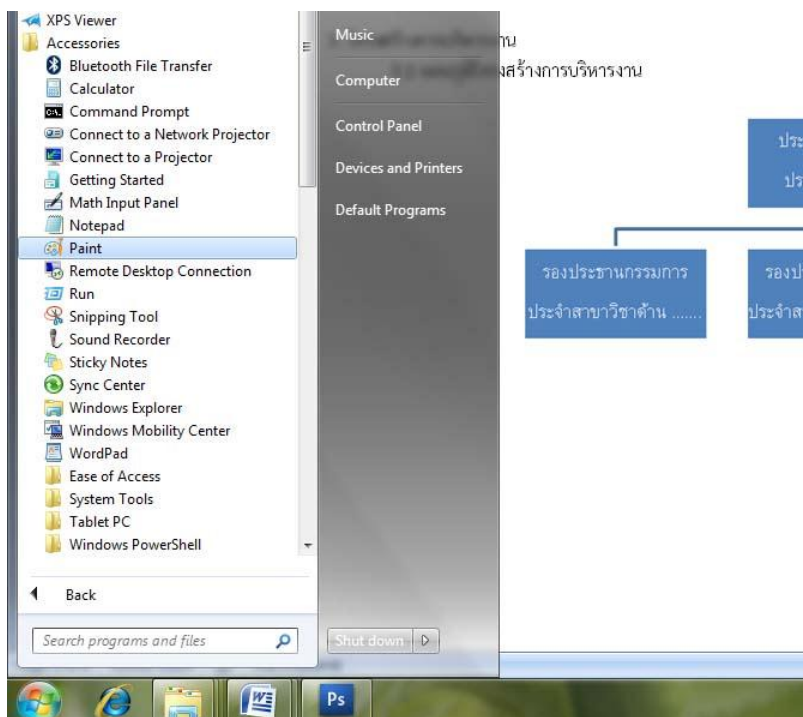 XPS Viewer
Accessories
Bluetooth File Transfer
Calculator
Command Prompt
Connect to a Network Projector
Connect to a Projector
Getting Started
Math Input Panel
Notepad
Paint
Remote Desktop Connection
Run
Snipping Tool
Sound Recorder
Sticky Notes
Sync Center
Windows Explorer
Windows Mobility Center
WordPad
Ease of Access
System Tools
Tablet PC
Windows PowerShell
Back
Search programs and files
Music
Computer
Control Panel
Devices and Printers
Default Programs
Shut down
สร้างการบริหารงาน
รองประธานกรรมการ
ประจำสาขาวิชาด้าน .......
Ps